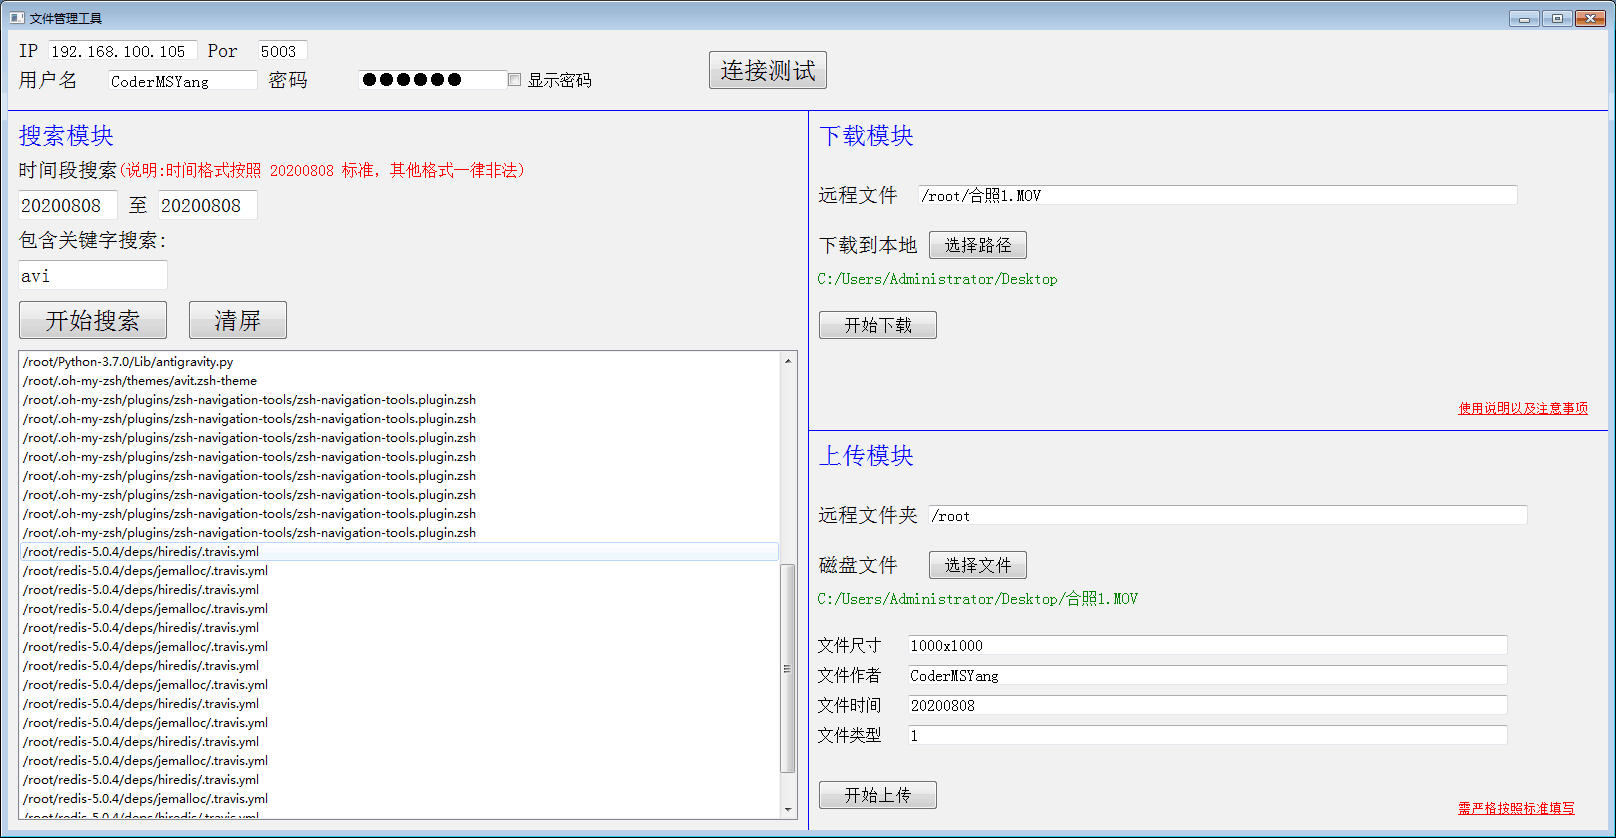 文件管理工具
IP 192.168.100.105 Por 5003
用户名 CoderMSYang 密码 ●●●●●● 显示密码
连接测试
搜索模块
时间段搜索(说明:时间格式按照 20200808 标准, 其他格式一律非法)
20200808 至 20200808
包含关键字搜索:
avi
开始搜索 清屏
/root/Python-3.7.0/Lib/antigravity.py
/root/.oh-my-zsh/themes/avit.zsh-theme
/root/.oh-my-zsh/plugins/zsh-navigation-tools/zsh-navigation-tools.plugin.zsh
/root/.oh-my-zsh/plugins/zsh-navigation-tools/zsh-navigation-tools.plugin.zsh
/root/.oh-my-zsh/plugins/zsh-navigation-tools/zsh-navigation-tools.plugin.zsh
/root/.oh-my-zsh/plugins/zsh-navigation-tools/zsh-navigation-tools.plugin.zsh
/root/.oh-my-zsh/plugins/zsh-navigation-tools/zsh-navigation-tools.plugin.zsh
/root/.oh-my-zsh/plugins/zsh-navigation-tools/zsh-navigation-tools.plugin.zsh
/root/.oh-my-zsh/plugins/zsh-navigation-tools/zsh-navigation-tools.plugin.zsh
/root/.oh-my-zsh/plugins/zsh-navigation-tools/zsh-navigation-tools.plugin.zsh
/root/redis-5.0.4/deps/hiredis/.travis.yml
/root/redis-5.0.4/deps/jemalloc/.travis.yml
/root/redis-5.0.4/deps/hiredis/.travis.yml
/root/redis-5.0.4/deps/jemalloc/.travis.yml
/root/redis-5.0.4/deps/hiredis/.travis.yml
/root/redis-5.0.4/deps/jemalloc/.travis.yml
/root/redis-5.0.4/deps/hiredis/.travis.yml
/root/redis-5.0.4/deps/jemalloc/.travis.yml
/root/redis-5.0.4/deps/hiredis/.travis.yml
/root/redis-5.0.4/deps/jemalloc/.travis.yml
/root/redis-5.0.4/deps/hiredis/.travis.yml
/root/redis-5.0.4/deps/jemalloc/.travis.yml
/root/redis-5.0.4/deps/hiredis/.travis.yml
/root/redis-5.0.4/deps/jemalloc/.travis.yml
/root/redis-5.0.4/deps/hiredis/.travis.yml
下载模块
远程文件 /root/合照1.MOV
下载到本地 选择路径
C:/Users/Administrator/Desktop
开始下载
使用说明以及注意事项
上传模块
远程文件夹 /root
磁盘文件 选择文件
C:/Users/Administrator/Desktop/合照1.MOV
文件尺寸 1000x1000
文件作者 CoderMSYang
文件时间 20200808
文件类型 1
开始上传
需严格按照标准填写